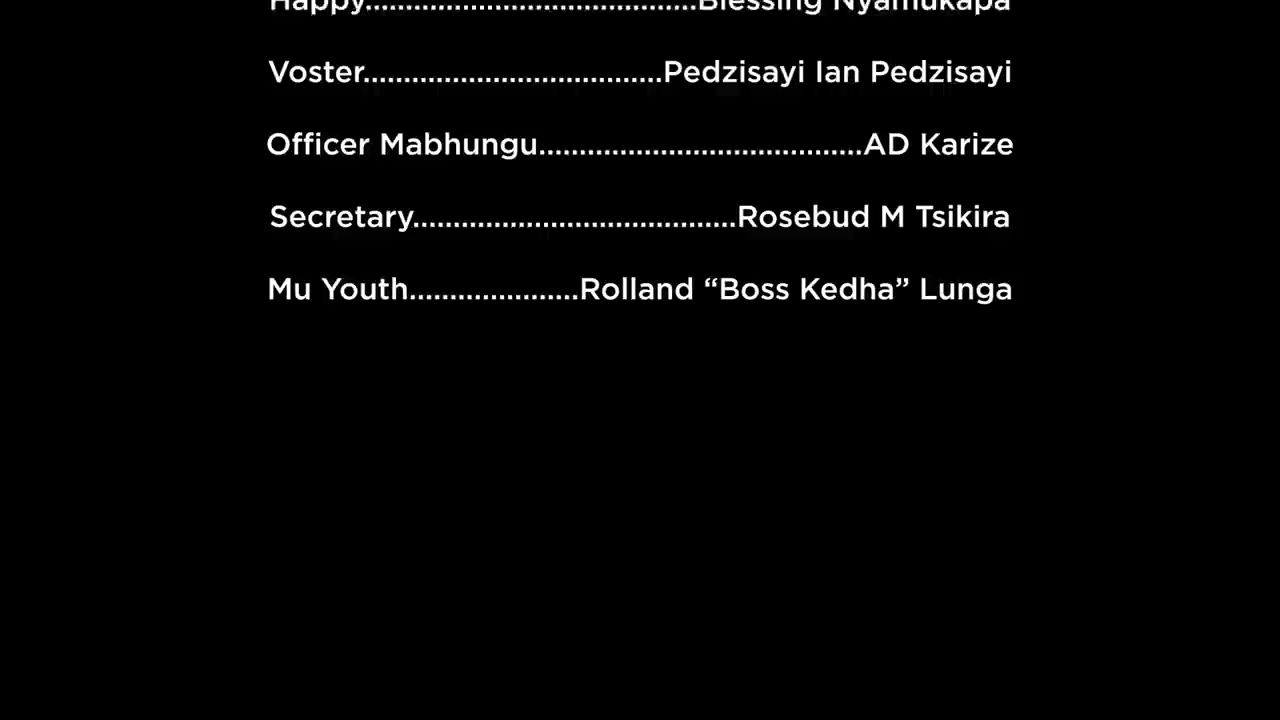 Happy.........................................Blessing Nyamukapa
Voster.....................................Pedzisayi Ian Pedzisayi
Officer Mabhungu........................................AD Karize
Secretary........................................Rosebud M Tsikira
Mu Youth.....................Rolland “Boss Kedha” Lunga